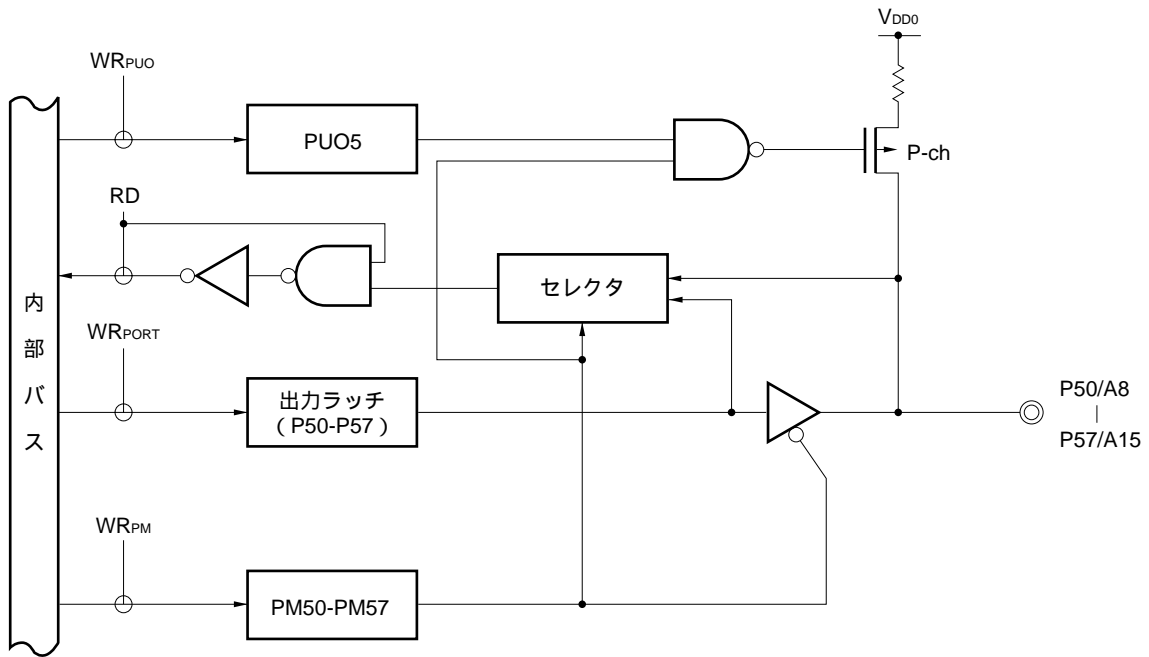 VDD0
WRPUO
PUO5
P-ch
RD
セレクタ
内部バス
WRPORT
出力ラッチ
(P50-P57)
P50/A8
|
P57/A15
WRPM
PM50-PM57